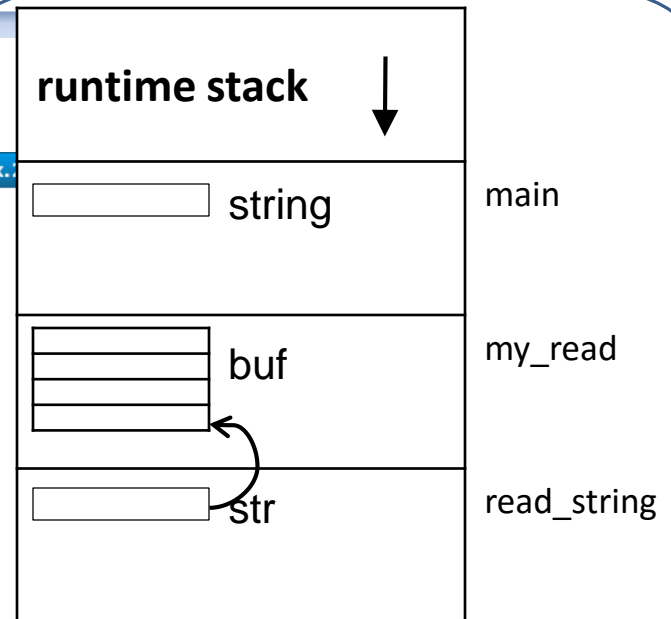 runtime stack
string
main
buf
my_read
str
read_string